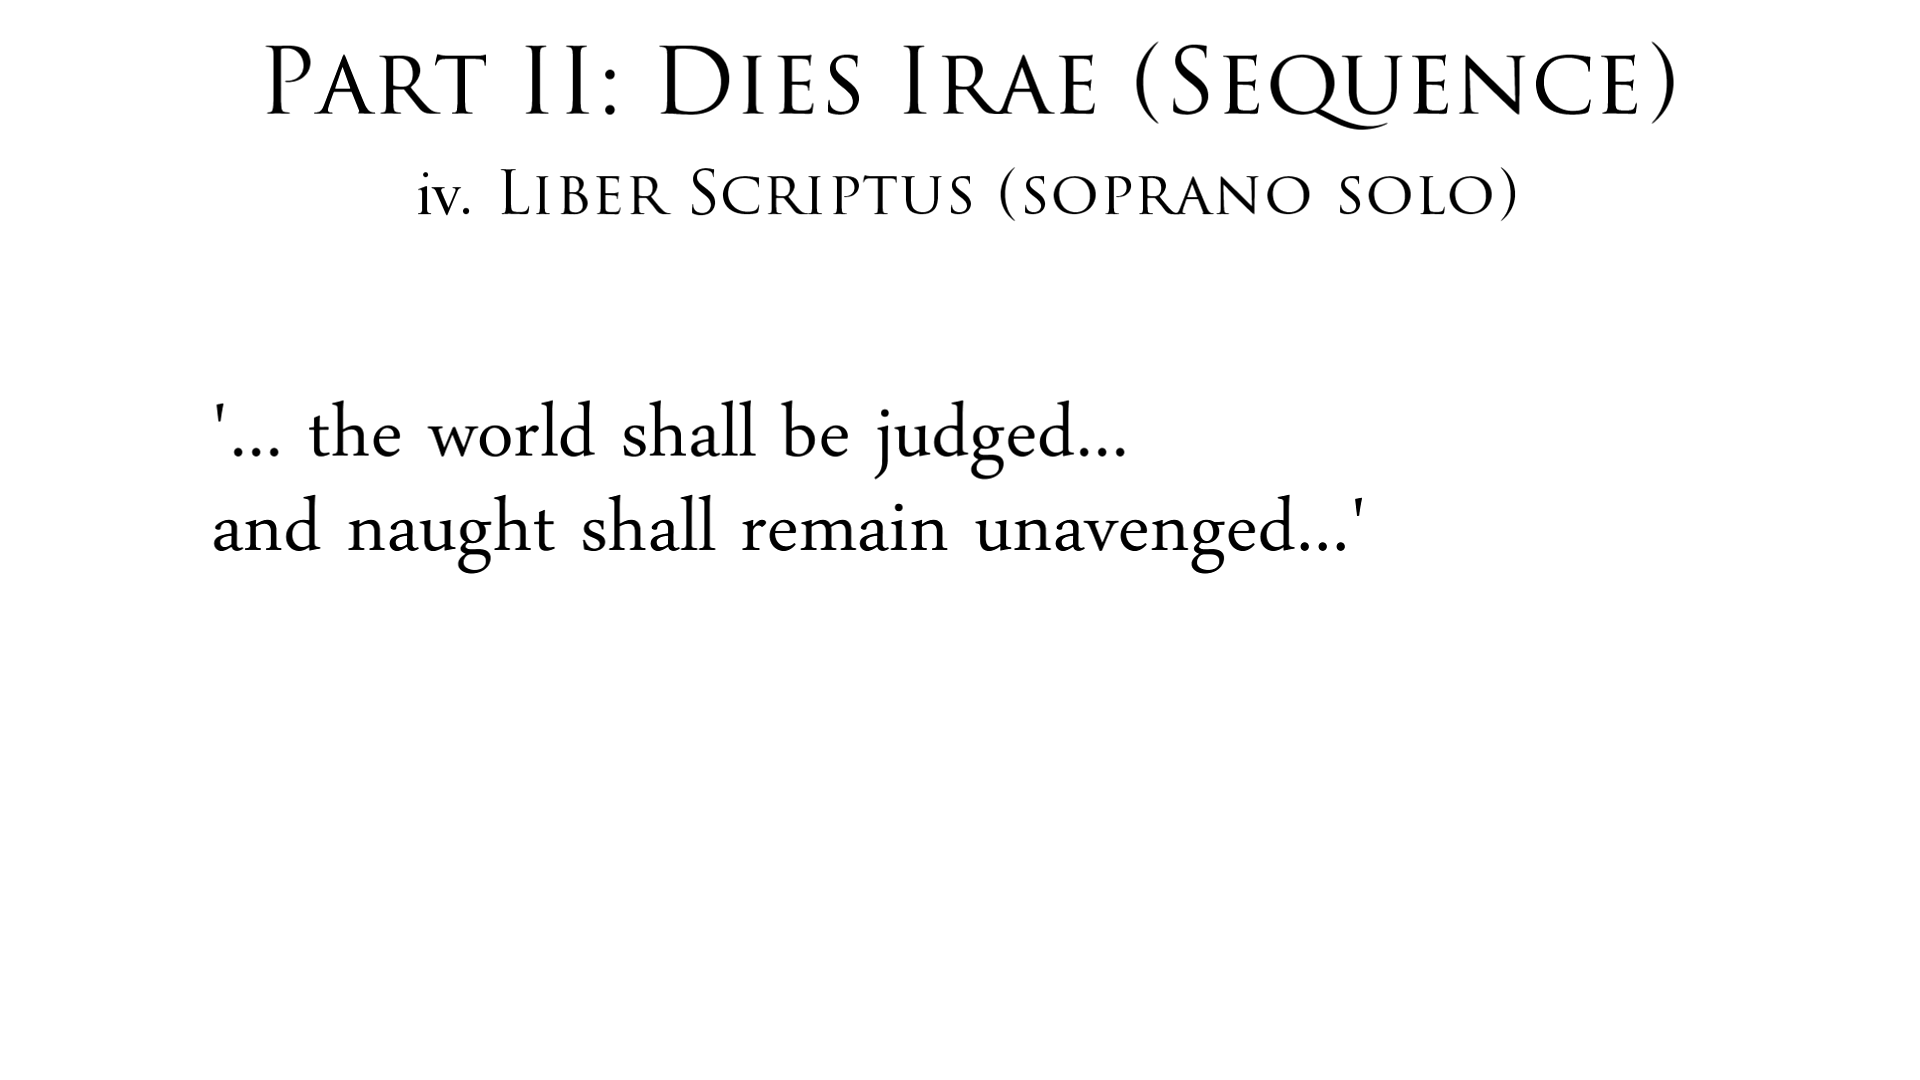 Part II: Dies Irae (Sequence)
iv. Liber Scriptus (soprano solo)
'... the world shall be judged...
and naught shall remain unavenged...'